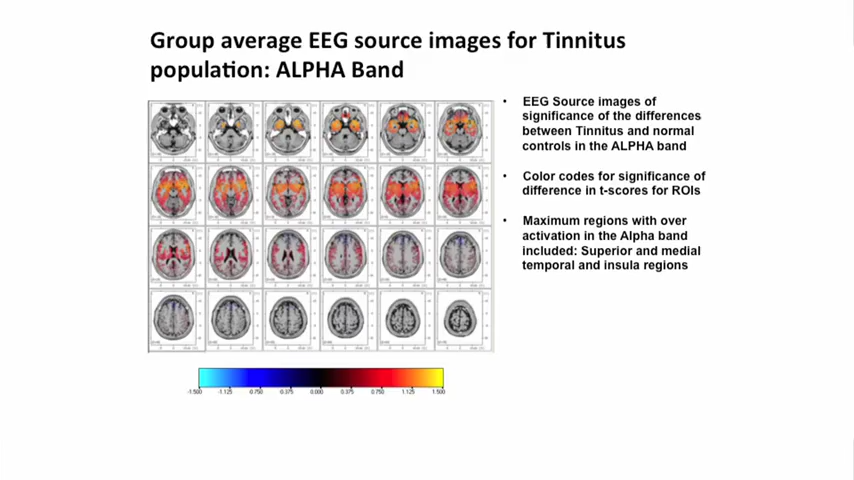 Group average EEG source images for Tinnitus
population: ALPHA Band
• EEG Source images of
significance of the differences
between Tinnitus and normal
controls in the ALPHA band
• Color codes for significance of
difference in t-scores for ROIs
• Maximum regions with over
activation in the Alpha band
included: Superior and medial
temporal and insula regions
-1.500 -1.125 0.750 0.375 0.000 0.375 0.750 1.125 1.500